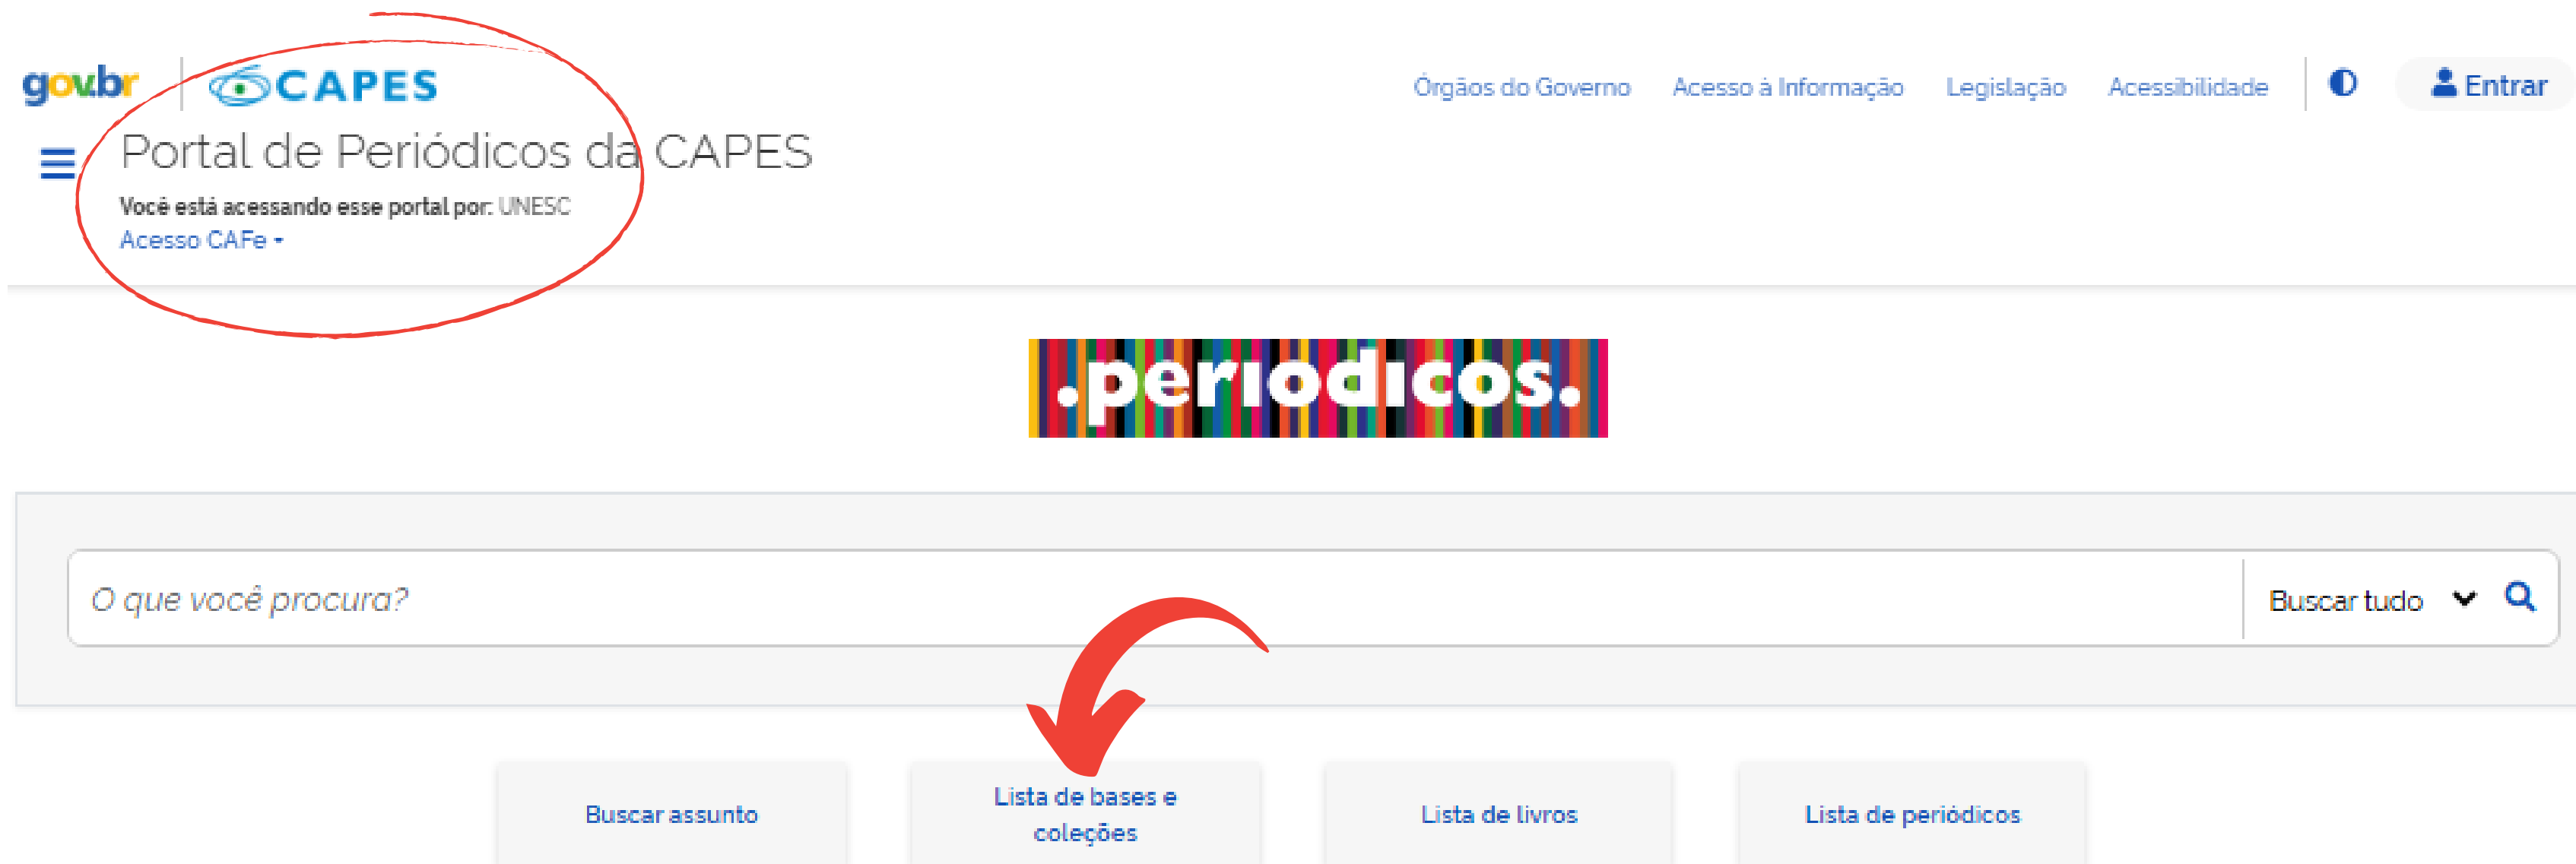 gov.br CAPES Órgãos do Governo Acesso à Informação Legislação Acessibilidade Entrar
Portal de Periódicos da CAPES
Você está acessando esse portal por: UNESC
Acesso CAFe
.periodicos.
O que você procura? Buscar tudo
Buscar assunto
Lista de bases e
coleções
Lista de livros
Lista de periódicos